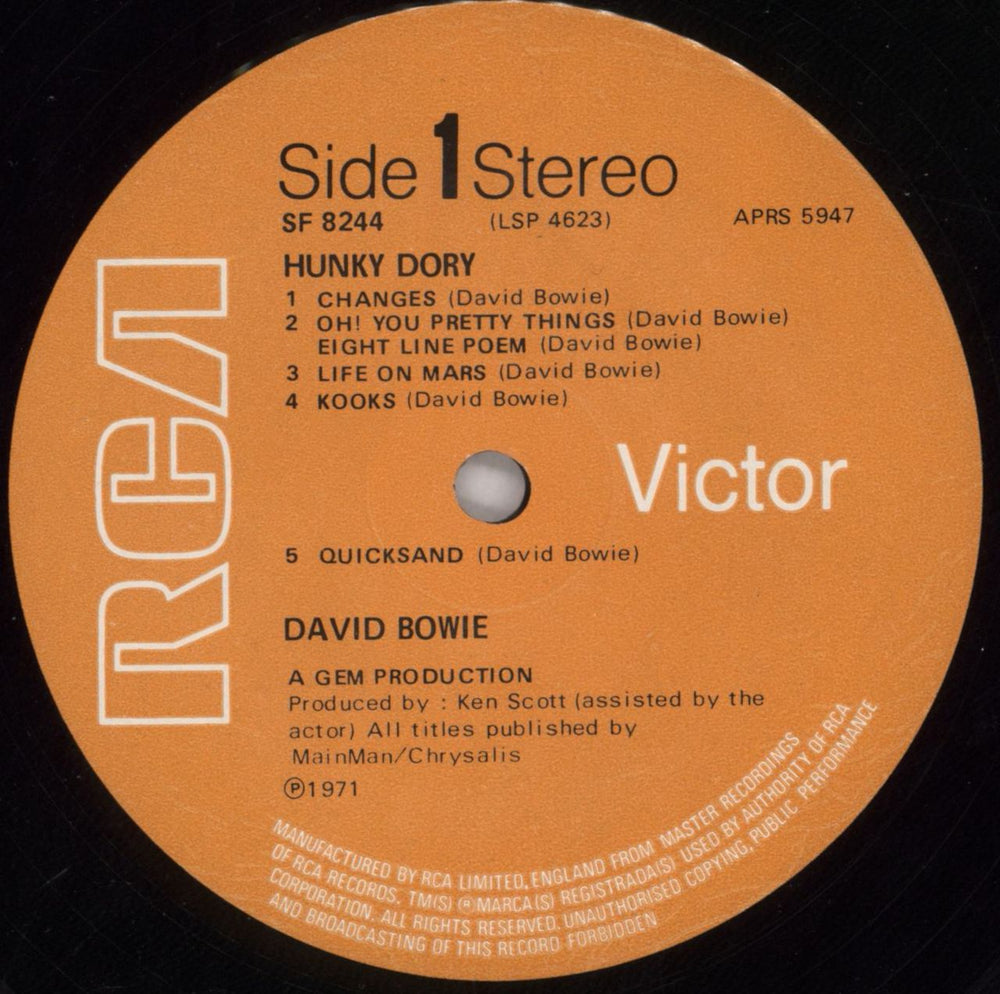 Side 1 Stereo
SF 8244 (LSP 4623) APRS 5947
HUNKY DORY
1 CHANGES (David Bowie)
2 OH! YOU PRETTY THINGS (David Bowie)
EIGHT LINE POEM (David Bowie)
3 LIFE ON MARS (David Bowie)
4 KOOKS (David Bowie)
RCA
Victor
5 QUICKSAND (David Bowie)
DAVID BOWIE
A GEM PRODUCTION
Produced by : Ken Scott (assisted by the
actor) All titles published by
MainMan/Chrysalis
℗1971
MANUFACTURED BY RCA LIMITED, ENGLAND FROM MASTER RECORDINGS
OF RCA RECORDS. TM(S) ® MARCA(S) REGISTRADA(S) USED BY AUTHORITY OF RCA
CORPORATION. ALL RIGHTS RESERVED. UNAUTHORISED COPYING, PUBLIC PERFORMANCE
AND BROADCASTING OF THIS RECORD FORBIDDEN